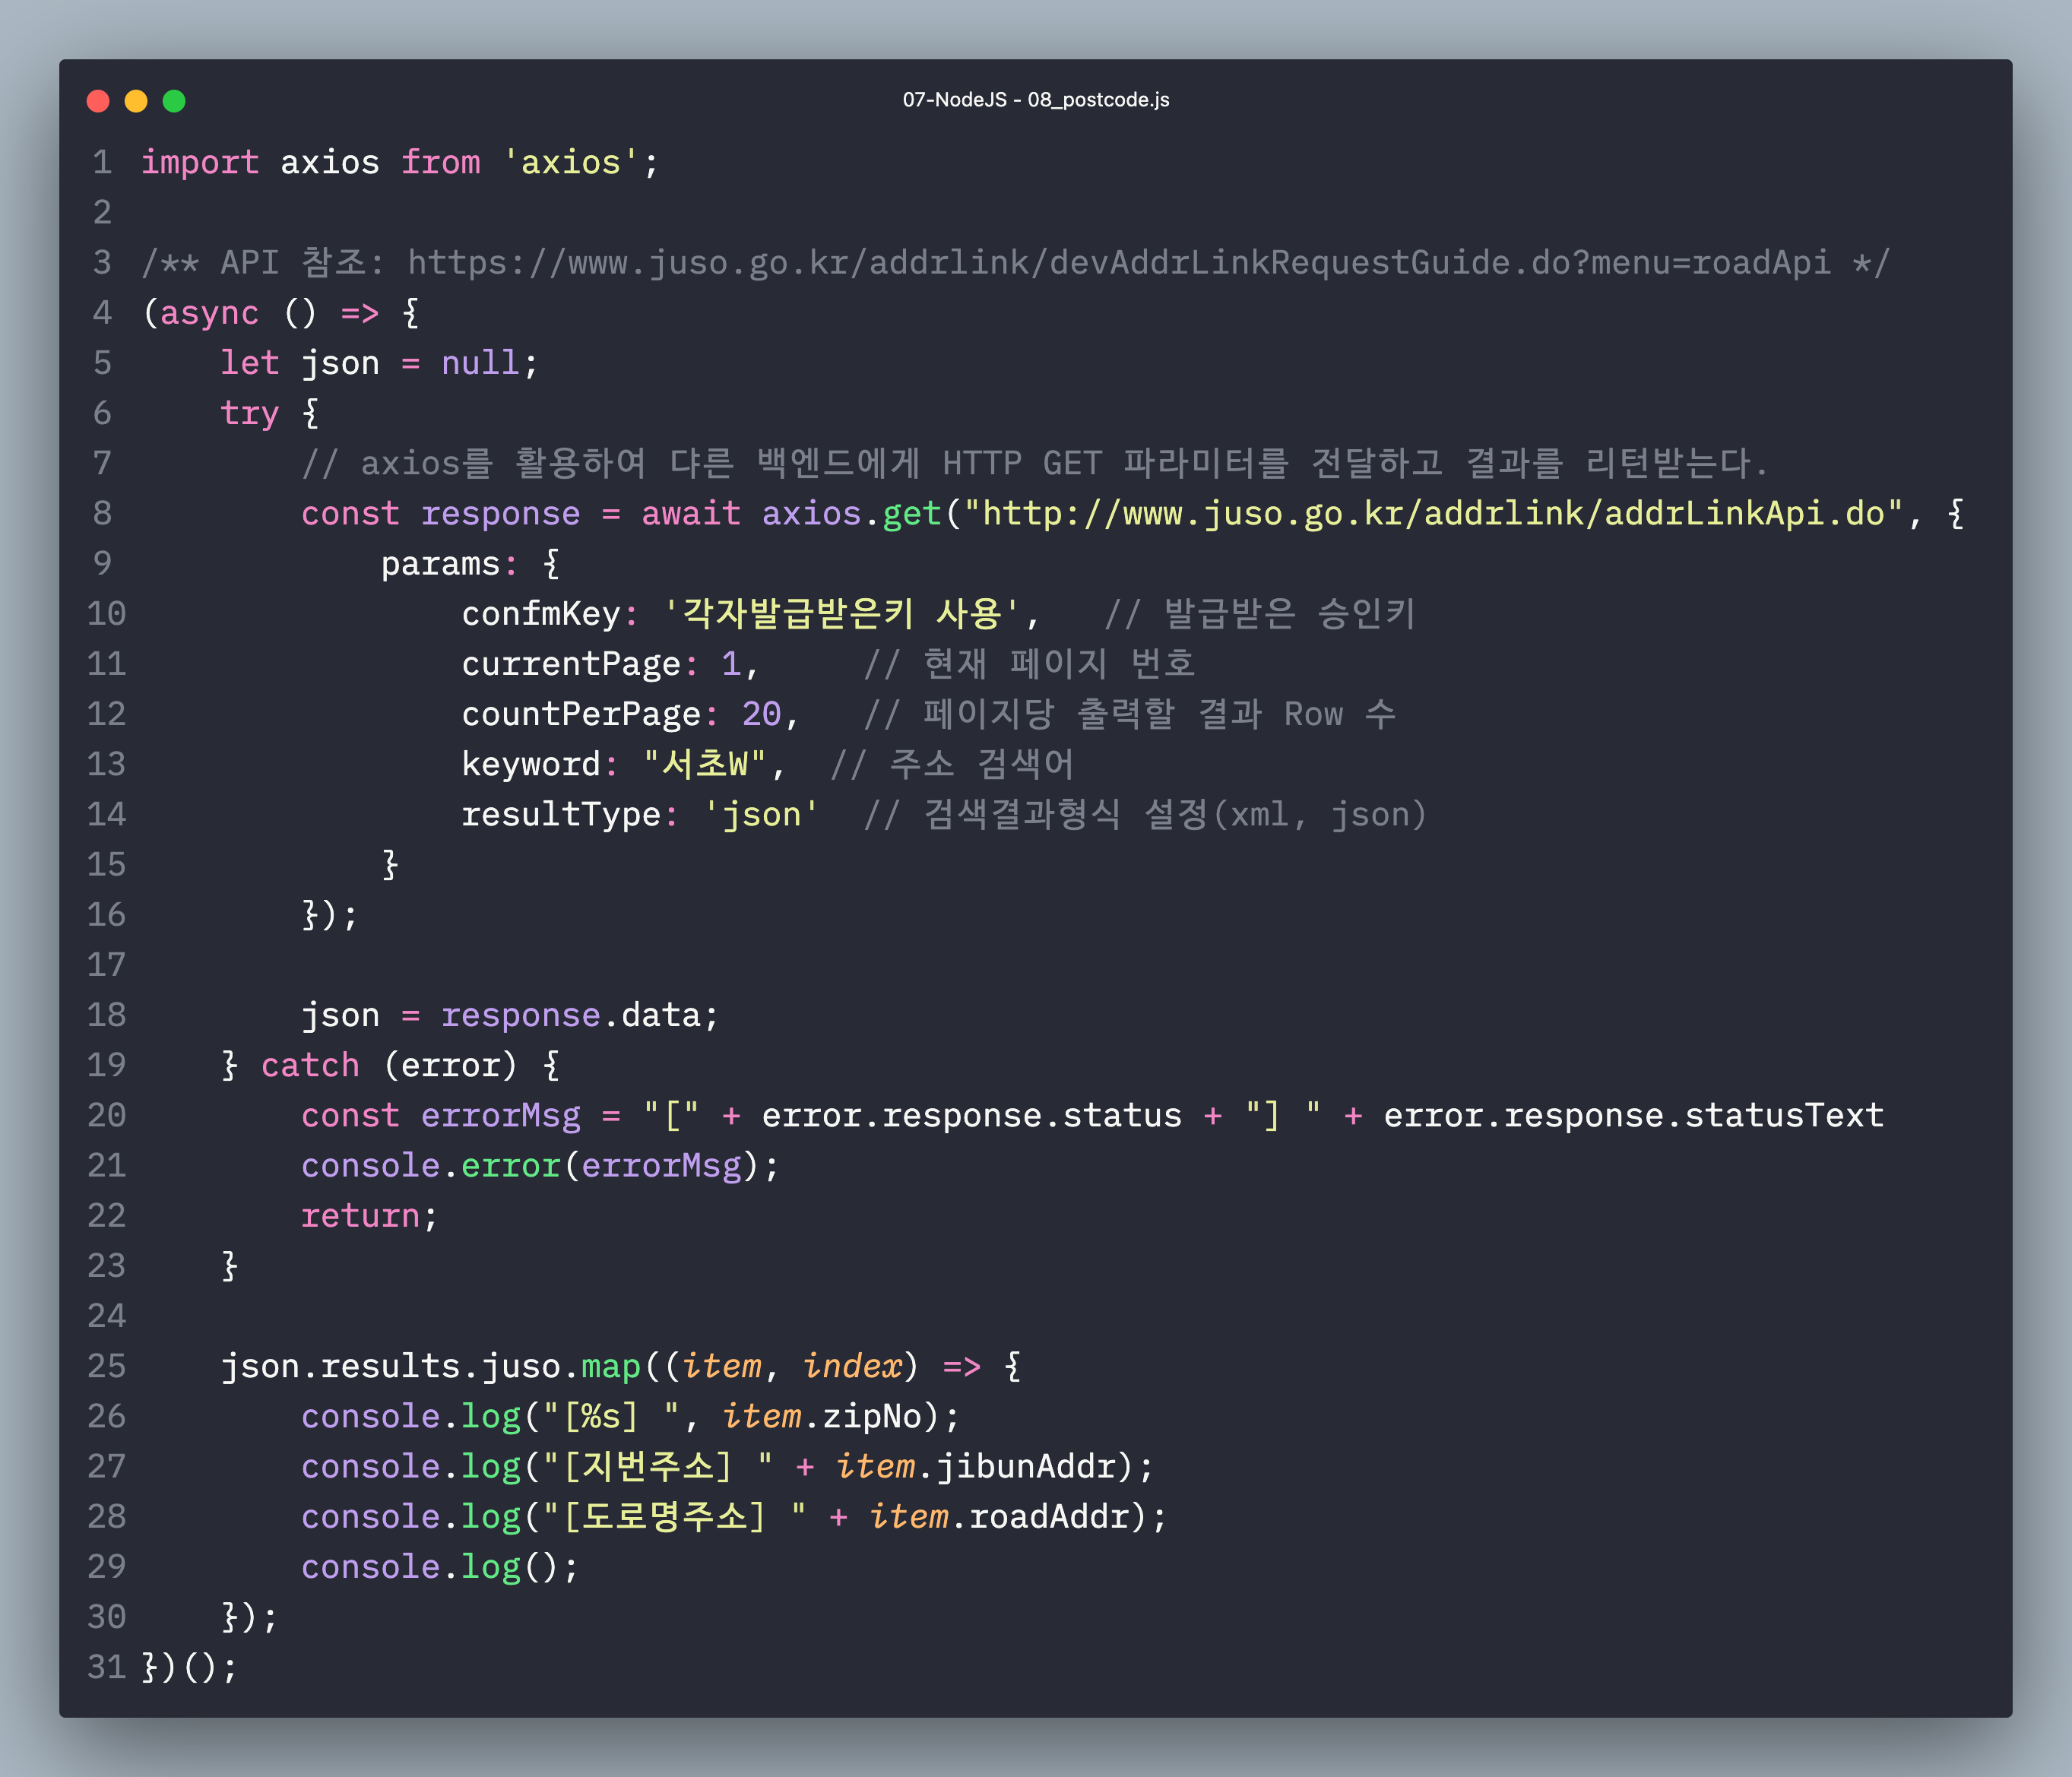 07-NodeJS - 08_postcode.js
1 import axios from 'axios';
2
3 /** API 참조: https://www.juso.go.kr/addrlink/devAddrLinkRequestGuide.do?menu=roadApi */
4 (async () => {
5     let json = null;
6     try {
7         // axios를 활용하여 댜른 백엔드에게 HTTP GET 파라미터를 전달하고 결과를 리턴받는다.
8         const response = await axios.get("http://www.juso.go.kr/addrlink/addrLinkApi.do", {
9             params: {
10                 confmKey: '각자발급받은키 사용',   // 발급받은 승인키
11                 currentPage: 1,     // 현재 페이지 번호
12                 countPerPage: 20,   // 페이지당 출력할 결과 Row 수
13                 keyword: "서초W",  // 주소 검색어
14                 resultType: 'json'  // 검색결과형식 설정(xml, json)
15             }
16         });
17
18         json = response.data;
19     } catch (error) {
20         const errorMsg = "[" + error.response.status + "] " + error.response.statusText
21         console.error(errorMsg);
22         return;
23     }
24
25     json.results.juso.map((item, index) => {
26         console.log("[%s] ", item.zipNo);
27         console.log("[지번주소] " + item.jibunAddr);
28         console.log("[도로명주소] " + item.roadAddr);
29         console.log();
30     });
31 })();